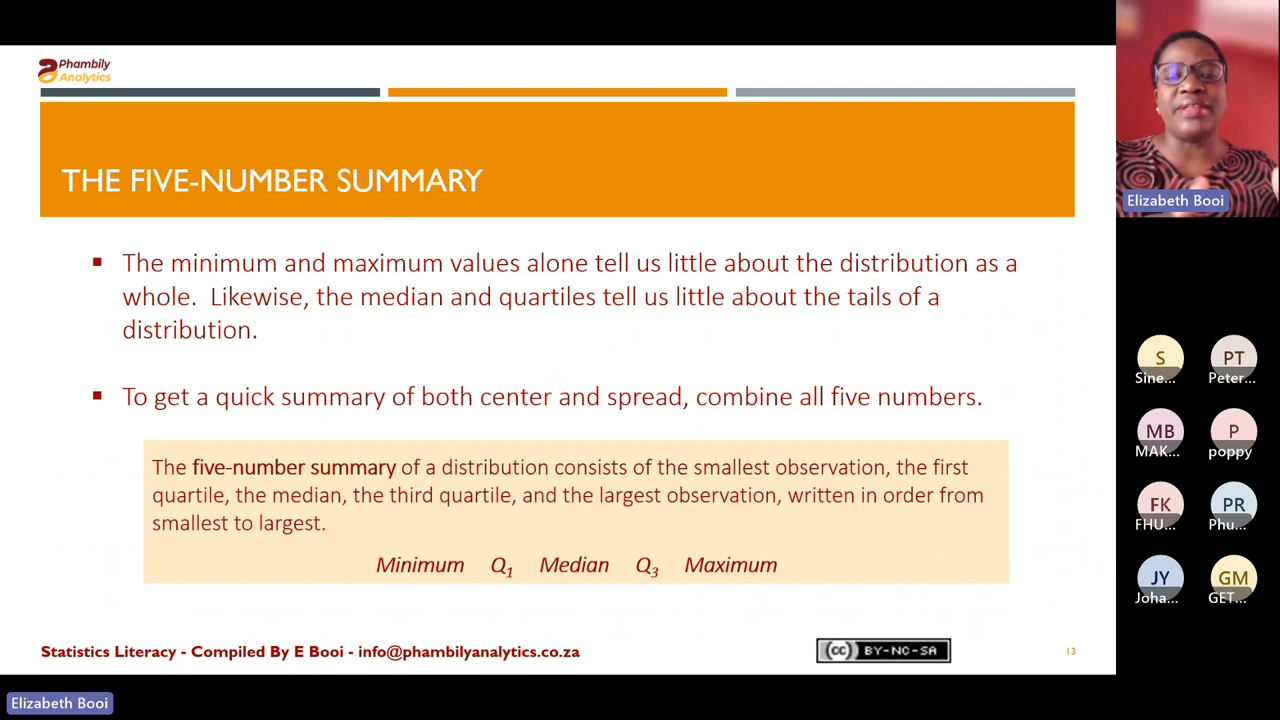 Phambily
Analytics
THE FIVE-NUMBER SUMMARY
▪ The minimum and maximum values alone tell us little about the distribution as a
whole.  Likewise, the median and quartiles tell us little about the tails of a
distribution.
▪ To get a quick summary of both center and spread, combine all five numbers.
The five-number summary of a distribution consists of the smallest observation, the first
quartile, the median, the third quartile, and the largest observation, written in order from
smallest to largest.
Minimum Q1 Median Q3 Maximum
Statistics Literacy - Compiled By E Booi - info@phambilyanalytics.co.za
cc BY-NC-SA
13
Elizabeth Booi
Elizabeth Booi
S PT
Sine... Peter...
MB P
MAK... poppy
FK PR
FHU... Phu...
JY GM
Joha... GET...